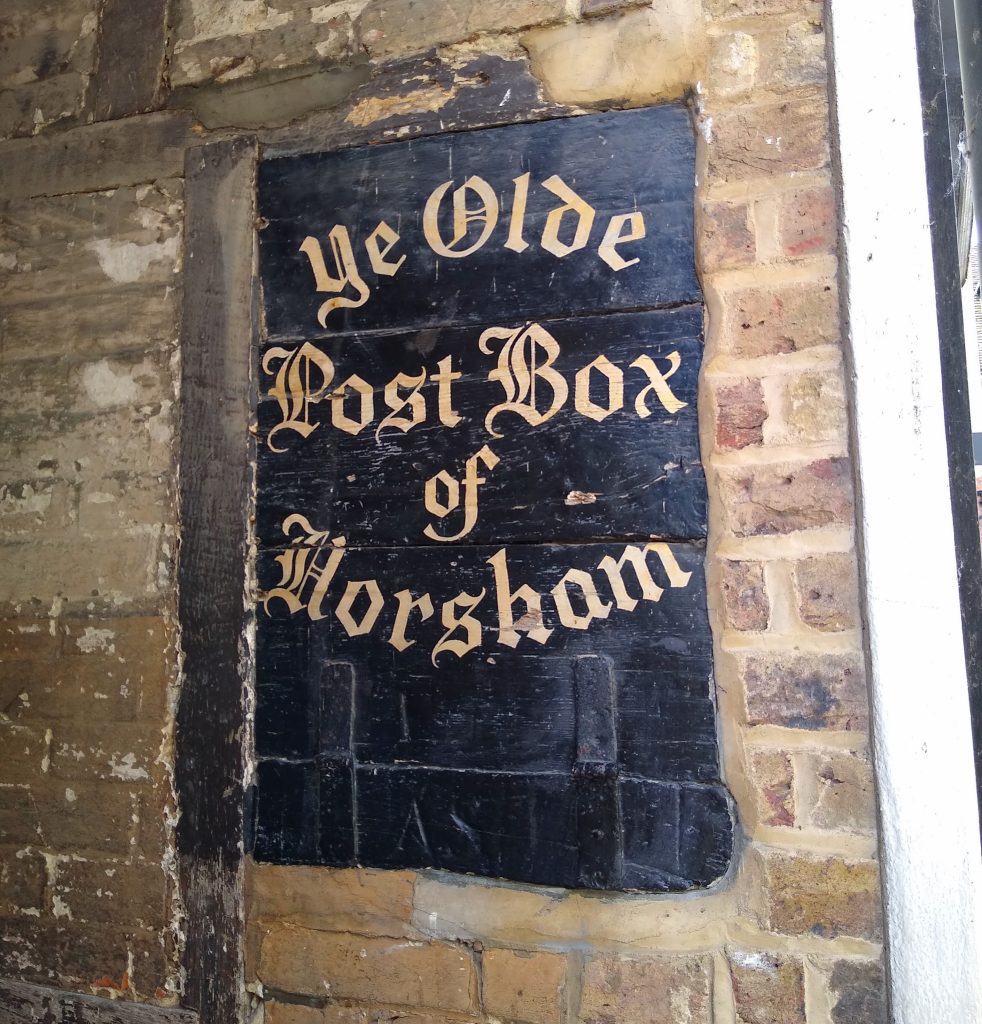 ye Olde
Post Box
of
Horsham